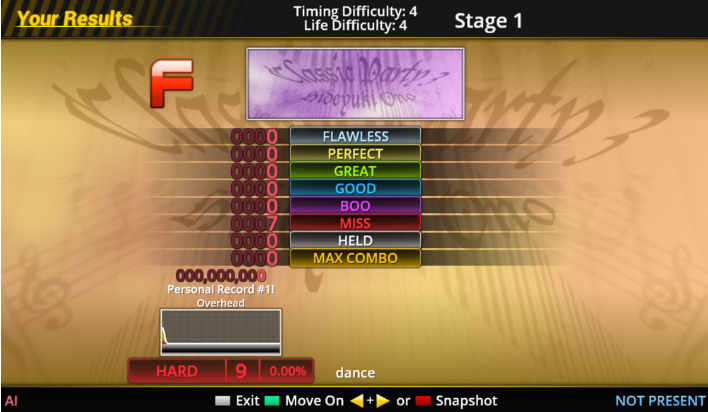 Your Results
Timing Difficulty: 4
Life Difficulty: 4
Stage 1
F
Classic Party 3
Hideyuki Ono
0000 FLAWLESS
0000 PERFECT
0000 GREAT
0000 GOOD
0000 BOO
0007 MISS
0000 HELD
0000 MAX COMBO
000,000,000
Personal Record #1!
Overhead
HARD 9 0.00% dance
AI Exit Move On + or Snapshot NOT PRESENT